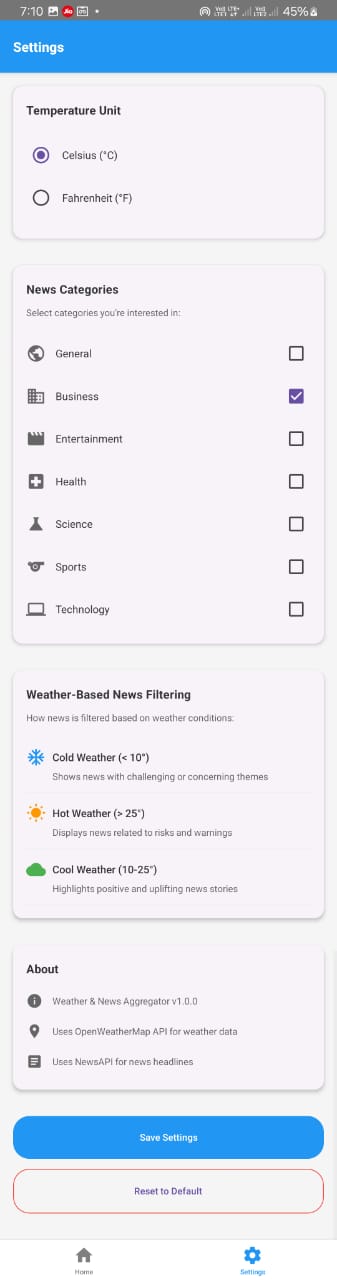 7:10
Jio
Vo) LTE+
LTE1
Vo)
LTE2
45%
Settings
Temperature Unit
Celsius (°C)
Fahrenheit (°F)
News Categories
Select categories you're interested in:
General
Business
Entertainment
Health
Science
Sports
Technology
Weather-Based News Filtering
How news is filtered based on weather conditions:
Cold Weather (< 10°)
Shows news with challenging or concerning themes
Hot Weather (> 25°)
Displays news related to risks and warnings
Cool Weather (10-25°)
Highlights positive and uplifting news stories
About
Weather & News Aggregator v1.0.0
Uses OpenWeatherMap API for weather data
Uses NewsAPI for news headlines
Save Settings
Reset to Default
Home
Settings